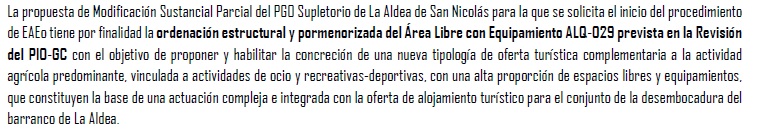 La propuesta de Modificación Sustancial Parcial del PGO Supletorio de La Aldea de San Nicolás para la que se solicita el inicio del procedimiento
de EAEo tiene por finalidad la ordenación estructural y pormenorizada del Área Libre con Equipamiento ALQ-029 prevista en la Revisión
del PIO-GC con el objetivo de proponer y habilitar la concreción de una nueva tipología de oferta turística complementaria a la actividad
agrícola predominante, vinculada a actividades de ocio y recreativas-deportivas, con una alta proporción de espacios libres y equipamientos,
que constituyen la base de una actuación compleja e integrada con la oferta de alojamiento turístico para el conjunto de la desembocadura del
barranco de La Aldea.